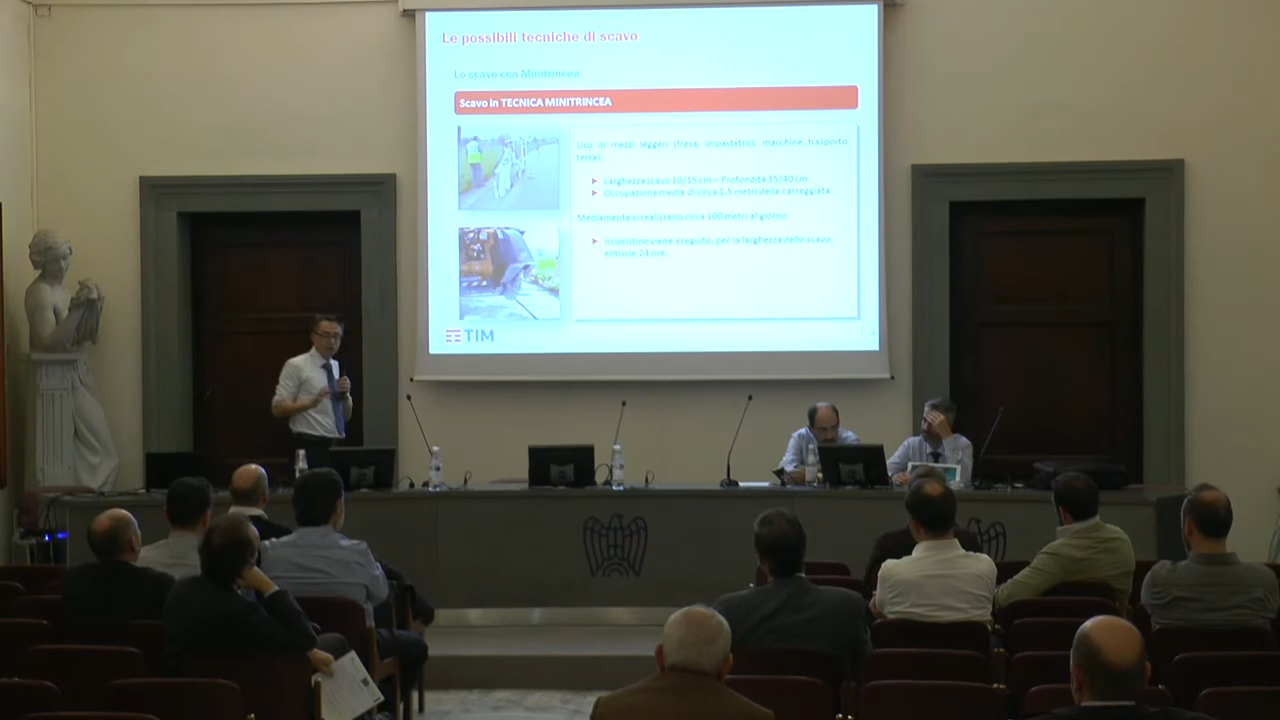 Le possibili tecniche di scavo
Lo scavo con Minitrincea
Scavo in TECNICA MINITRINCEA
Uso di mezzi leggeri (fresa, impastatrici, macchine trasporto
terra)
Larghezza scavo 10/15 cm – Profondità 35/40 cm
Occupazione media di circa 1,5 metri della carreggiata
Mediamente si realizzano circa 100 metri al giorno
Il ripristino viene eseguito, per la larghezza dello scavo,
entro le 24 ore.
TIM